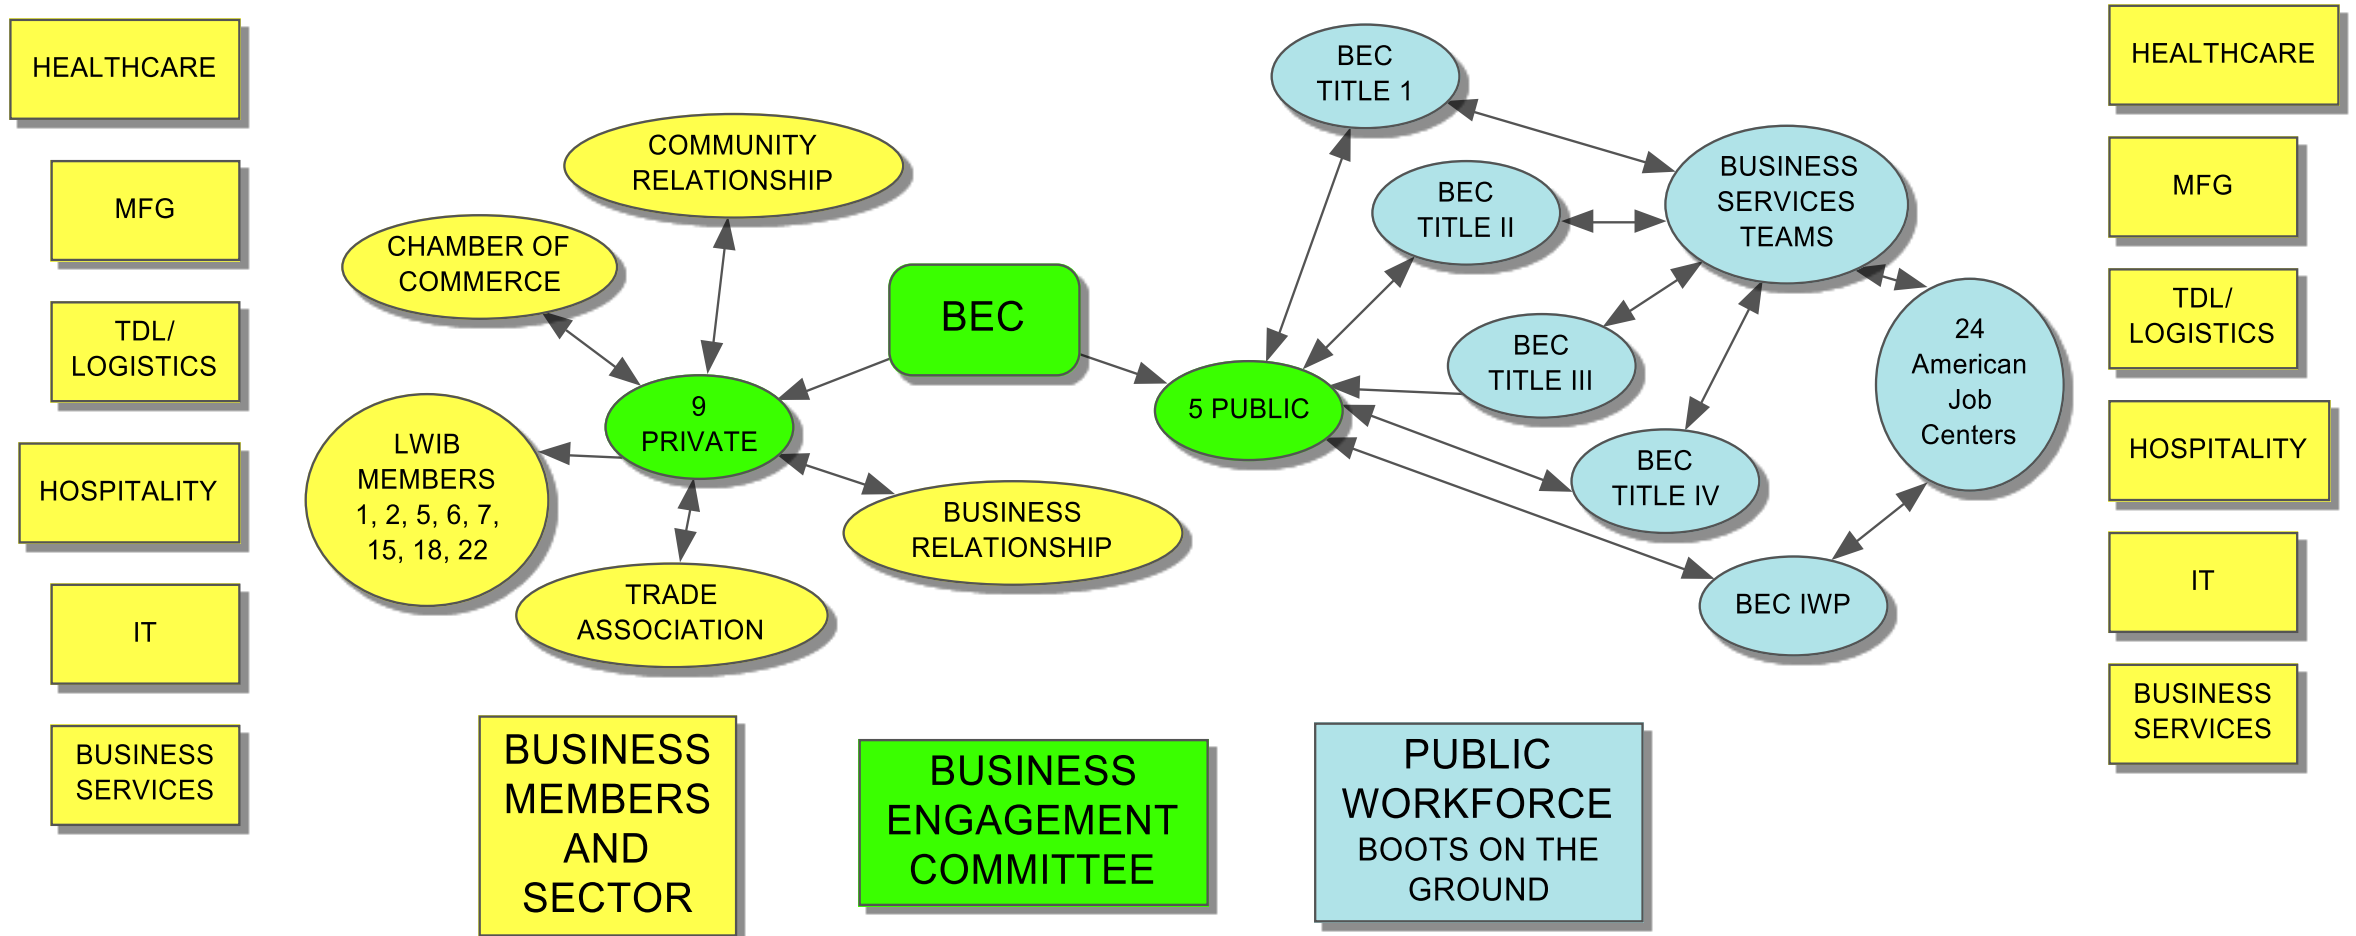 HEALTHCARE
MFG
TDL/
LOGISTICS
HOSPITALITY
IT
BUSINESS
SERVICES
COMMUNITY
RELATIONSHIP
CHAMBER OF
COMMERCE
BEC
9
PRIVATE
LWIB
MEMBERS
1, 2, 5, 6, 7,
15, 18, 22
BUSINESS
RELATIONSHIP
TRADE
ASSOCIATION
5 PUBLIC
BEC
TITLE 1
BEC
TITLE II
BEC
TITLE III
BEC
TITLE IV
BEC IWP
BUSINESS
SERVICES
TEAMS
24
American
Job
Centers
HEALTHCARE
MFG
TDL/
LOGISTICS
HOSPITALITY
IT
BUSINESS
SERVICES
BUSINESS
MEMBERS
AND
SECTOR
BUSINESS
ENGAGEMENT
COMMITTEE
PUBLIC
WORKFORCE
BOOTS ON THE
GROUND